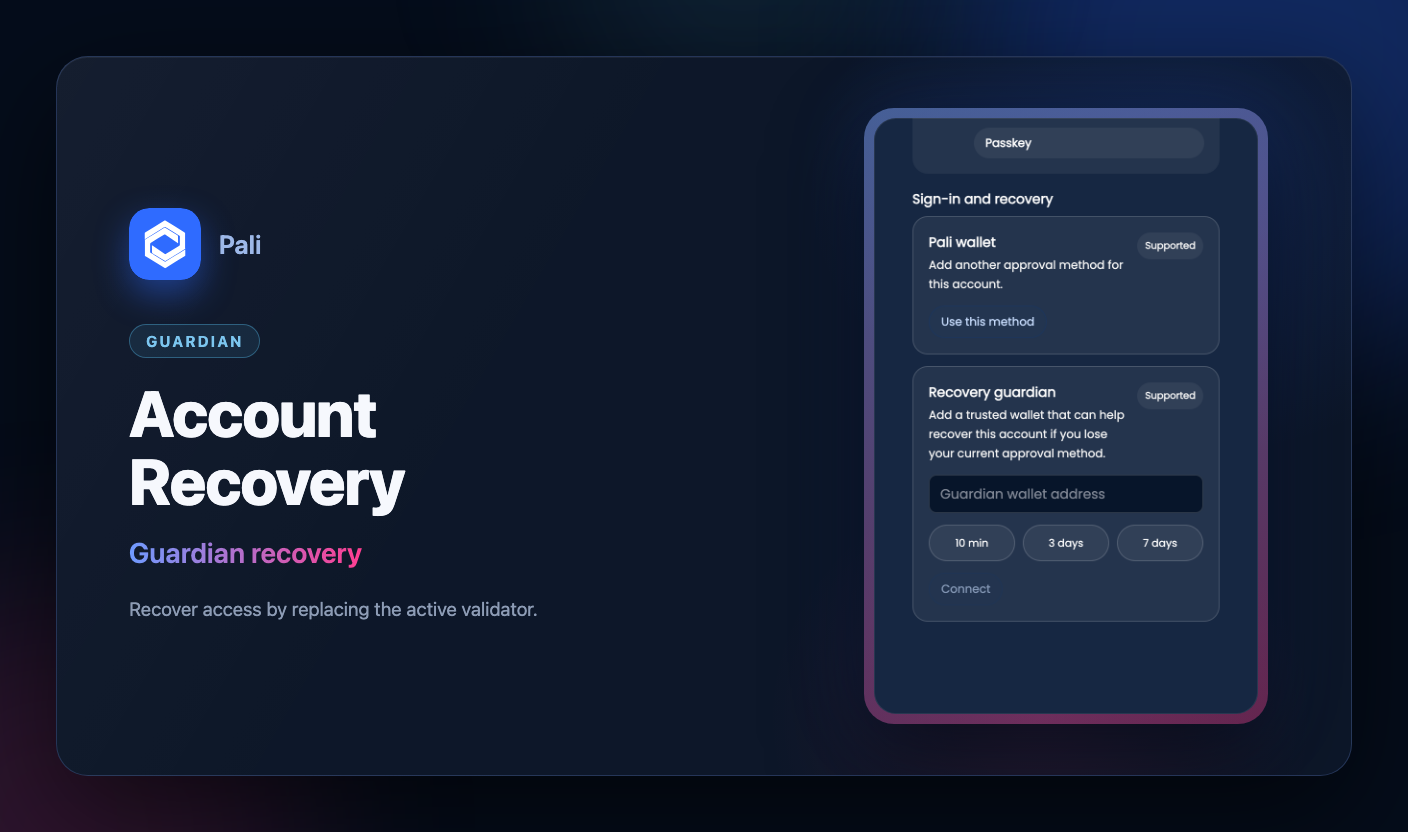 Pali
GUARDIAN
Account
Recovery
Guardian recovery
Recover access by replacing the active validator.
Passkey
Sign-in and recovery
Pali wallet
Supported
Add another approval method for
this account.
Use this method
Recovery guardian
Supported
Add a trusted wallet that can help
recover this account if you lose
your current approval method.
Guardian wallet address
10 min
3 days
7 days
Connect